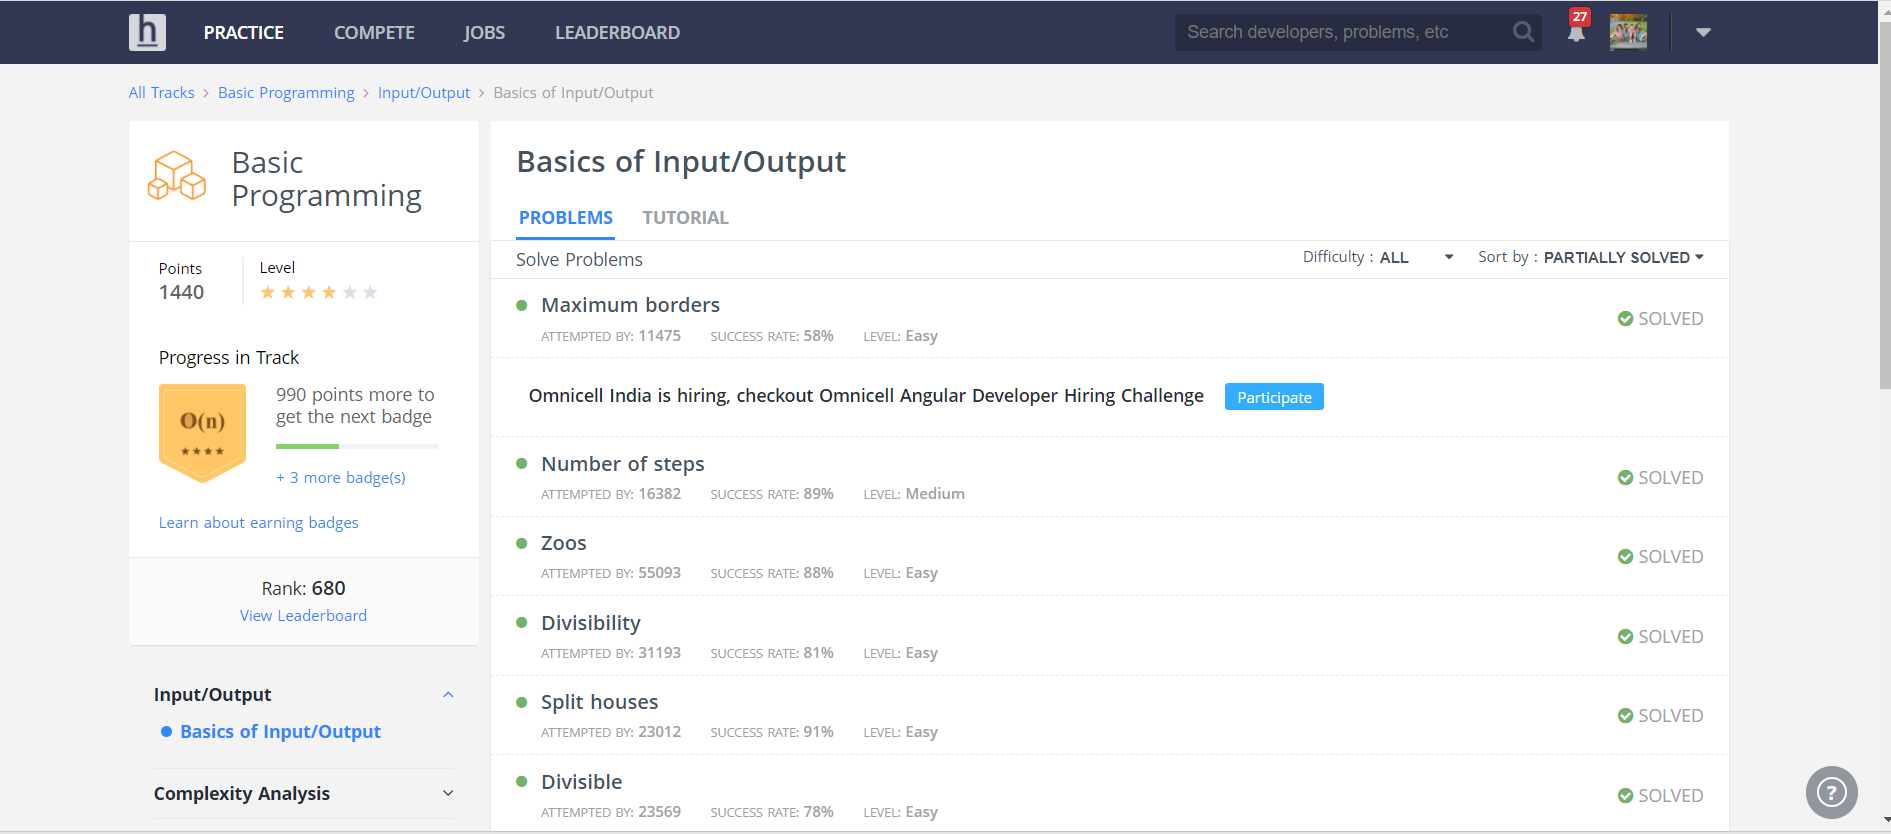 h
PRACTICE COMPETE JOBS LEADERBOARD
Search developers, problems, etc
27
All Tracks > Basic Programming > Input/Output > Basics of Input/Output
Basic
Programming
Points
1440
Level
Progress in Track
O(n)
990 points more to
get the next badge
+ 3 more badge(s)
Learn about earning badges
Rank: 680
View Leaderboard
Input/Output
Basics of Input/Output
Complexity Analysis
Basics of Input/Output
PROBLEMS TUTORIAL
Solve Problems
Difficulty : ALL Sort by : PARTIALLY SOLVED
Maximum borders
ATTEMPTED BY: 11475 SUCCESS RATE: 58% LEVEL: Easy
SOLVED
Omnicell India is hiring, checkout Omnicell Angular Developer Hiring Challenge Participate
Number of steps
ATTEMPTED BY: 16382 SUCCESS RATE: 89% LEVEL: Medium
SOLVED
Zoos
ATTEMPTED BY: 55093 SUCCESS RATE: 88% LEVEL: Easy
SOLVED
Divisibility
ATTEMPTED BY: 31193 SUCCESS RATE: 81% LEVEL: Easy
SOLVED
Split houses
ATTEMPTED BY: 23012 SUCCESS RATE: 91% LEVEL: Easy
SOLVED
Divisible
ATTEMPTED BY: 23569 SUCCESS RATE: 78% LEVEL: Easy
SOLVED
?